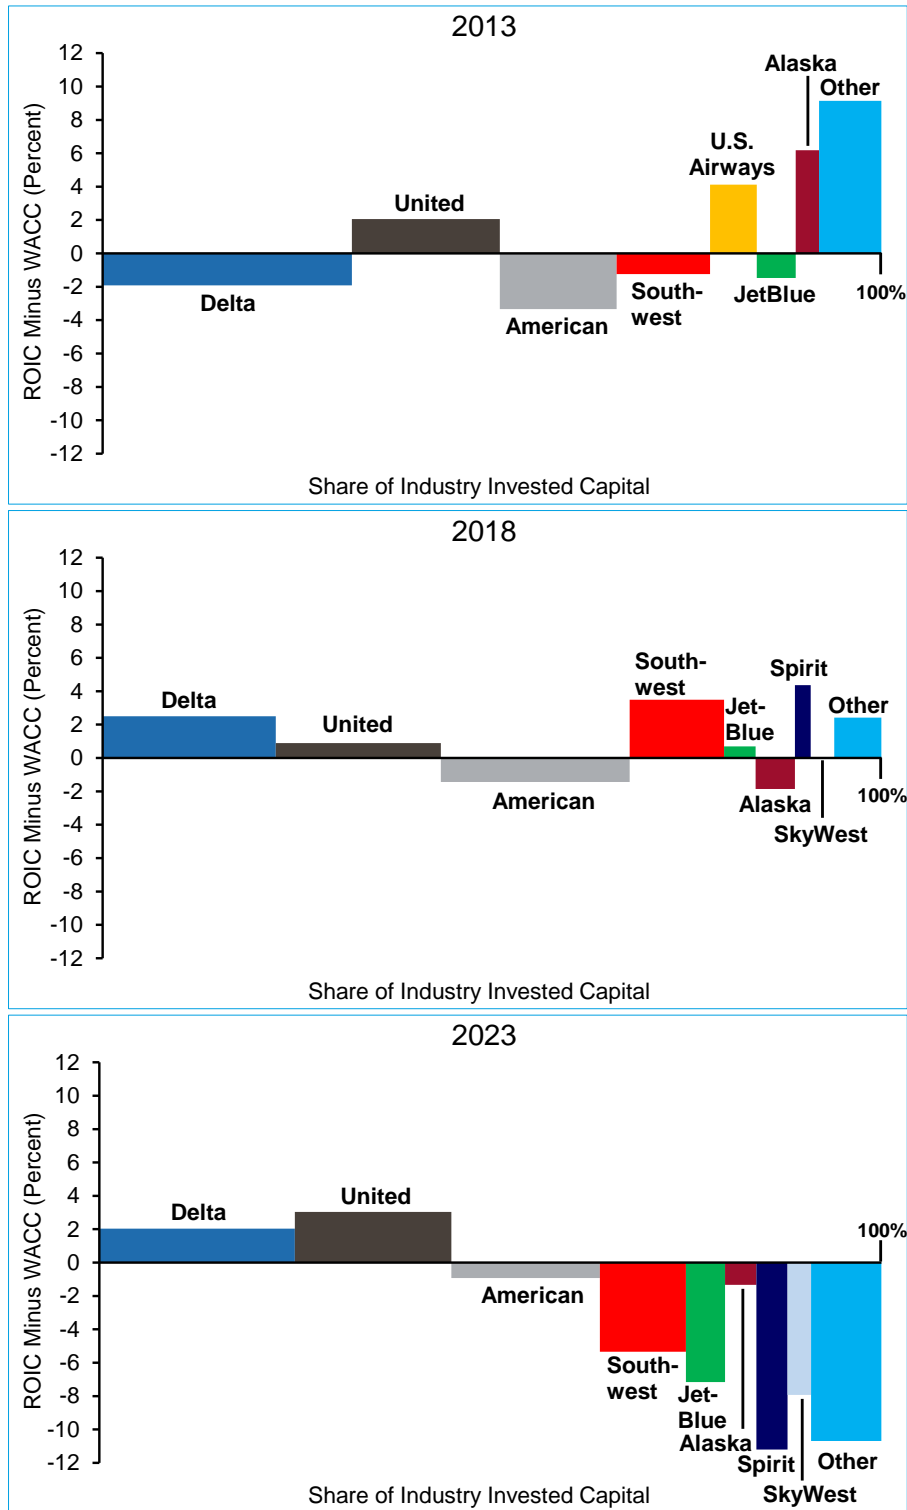 2013
ROIC Minus WACC (Percent)
12
10
8
6
4
2
0
-2
-4
-6
-8
-10
-12
Delta
United
American
South-
west
U.S.
Airways
JetBlue
Alaska
Other
100%
Share of Industry Invested Capital
2018
ROIC Minus WACC (Percent)
12
10
8
6
4
2
0
-2
-4
-6
-8
-10
-12
Delta
United
American
South-
west
Jet-
Blue
Alaska
Spirit
SkyWest
Other
100%
Share of Industry Invested Capital
2023
ROIC Minus WACC (Percent)
12
10
8
6
4
2
0
-2
-4
-6
-8
-10
-12
Delta
United
American
South-
west
Jet-
Blue
Alaska
Spirit
SkyWest
Other
100%
Share of Industry Invested Capital